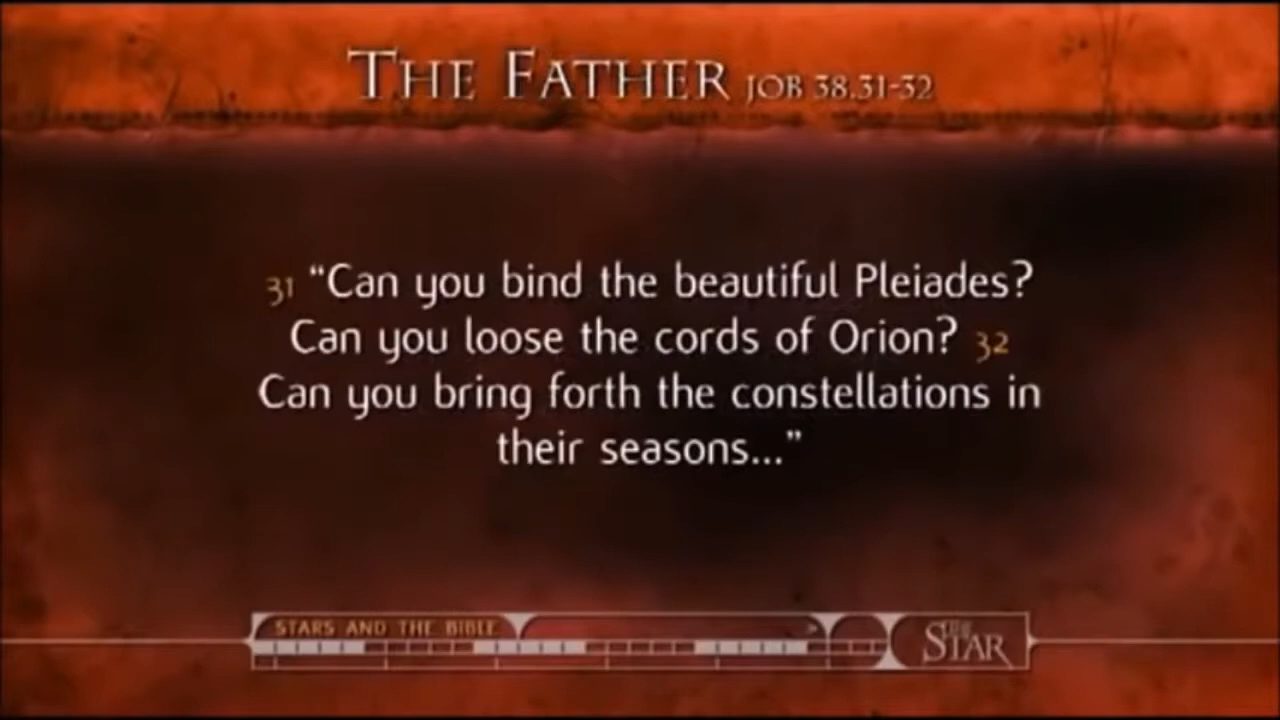 THE FATHER JOB 38.31-32
31 “Can you bind the beautiful Pleiades?
Can you loose the cords of Orion? 32
Can you bring forth the constellations in
their seasons...”
STARS AND THE BIBLE >
THE
STAR